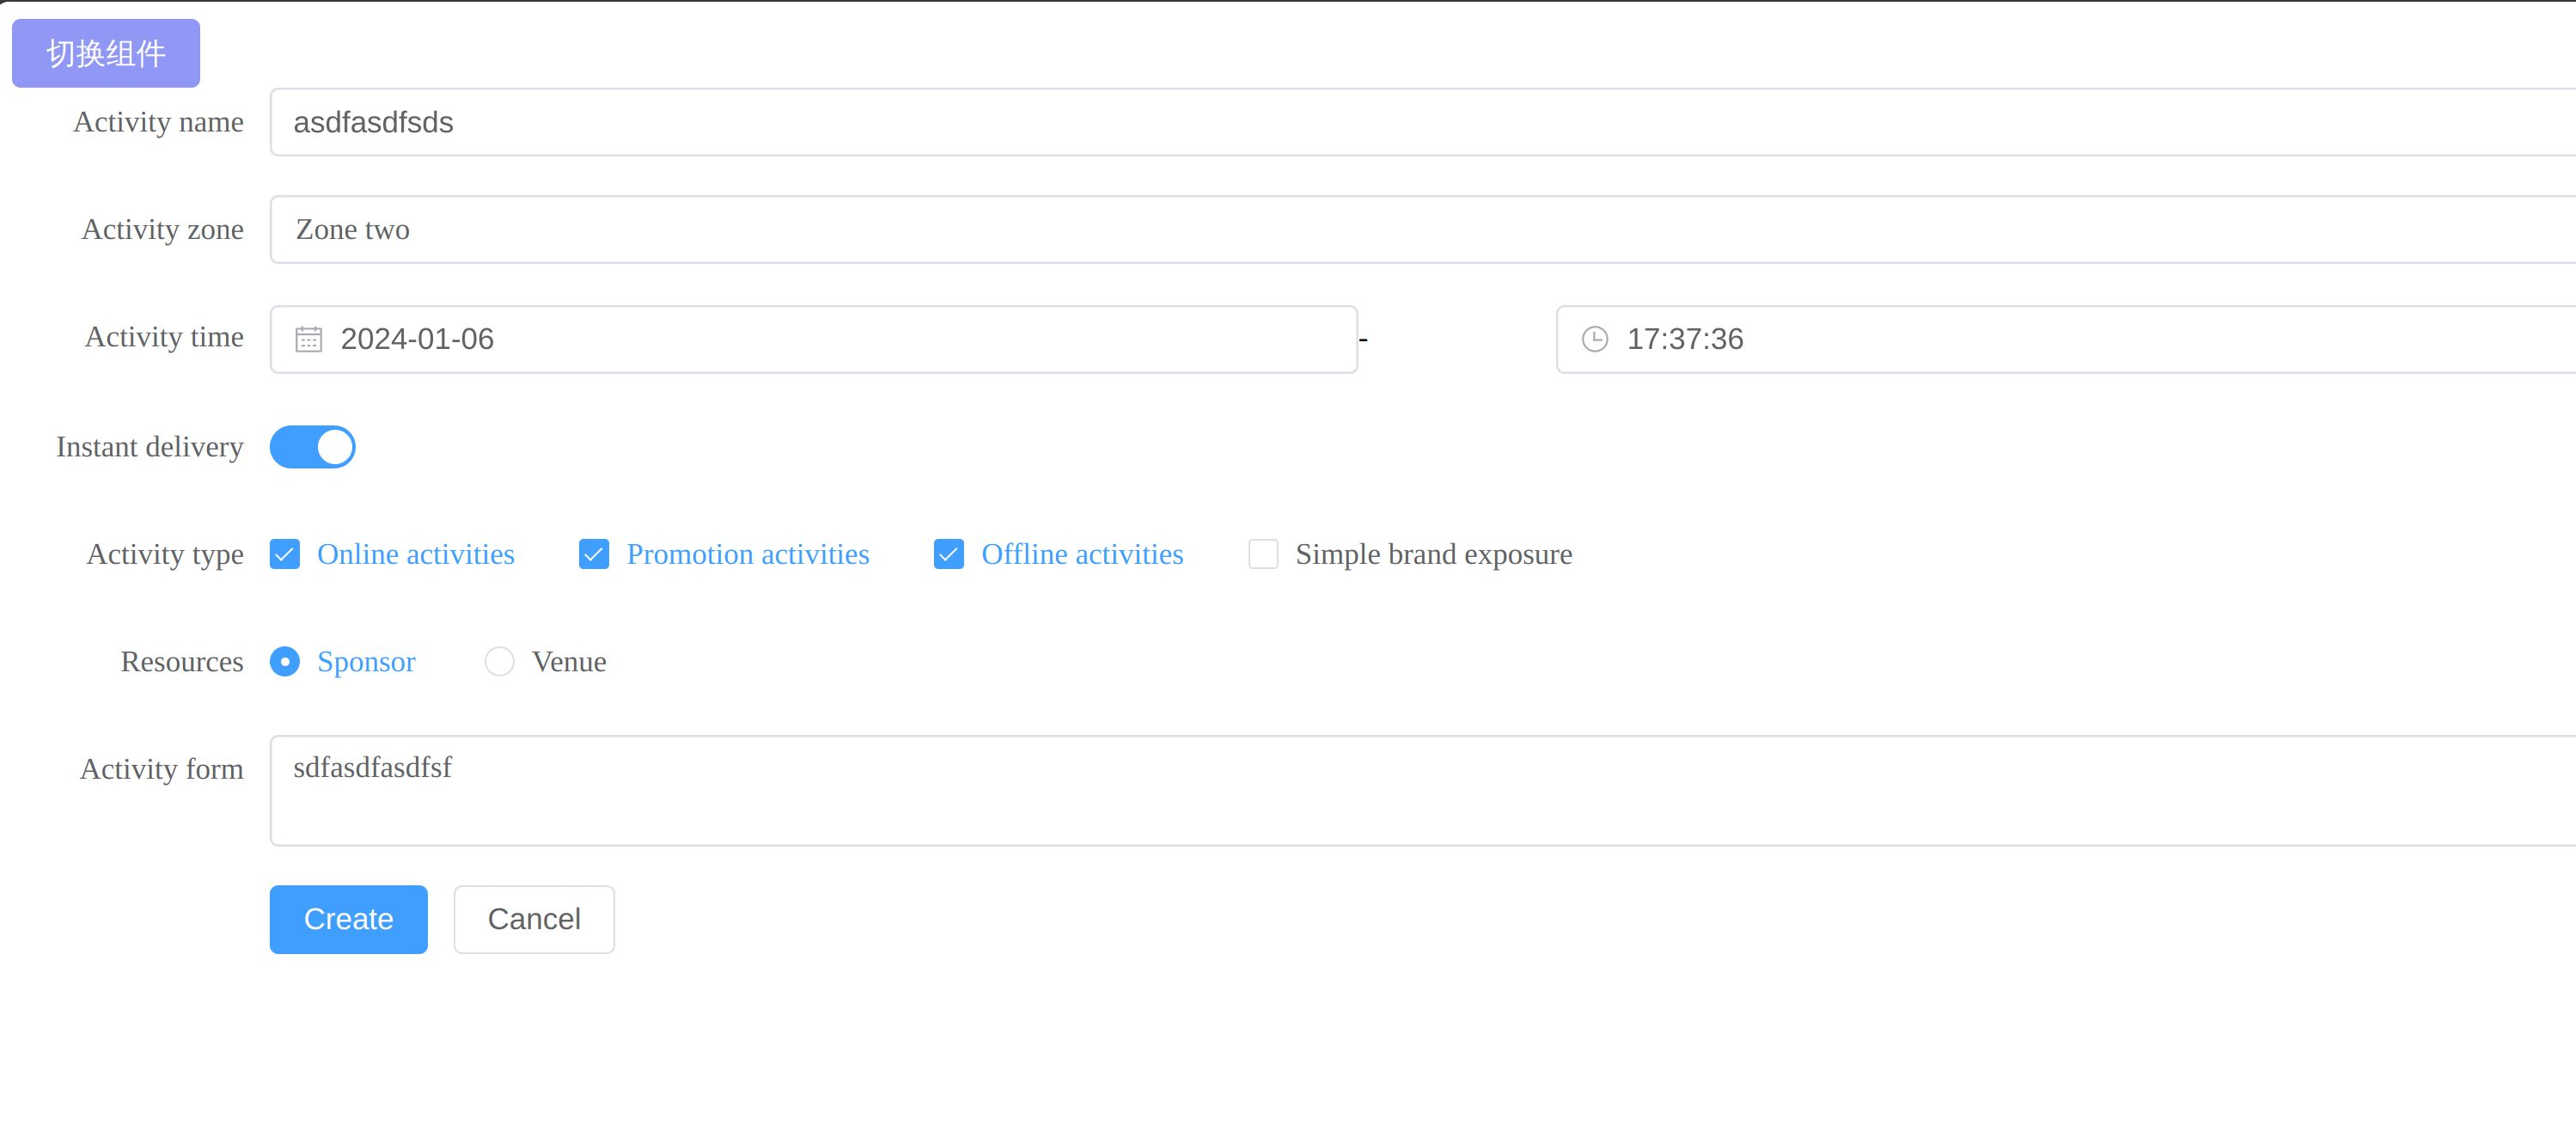 切换组件
Activity name asdfasdfsds
Activity zone Zone two
Activity time 2024-01-06 - 17:37:36
Instant delivery
Activity type Online activities Promotion activities Offline activities Simple brand exposure
Resources Sponsor Venue
Activity form sdfasdfasdfsf
Create Cancel